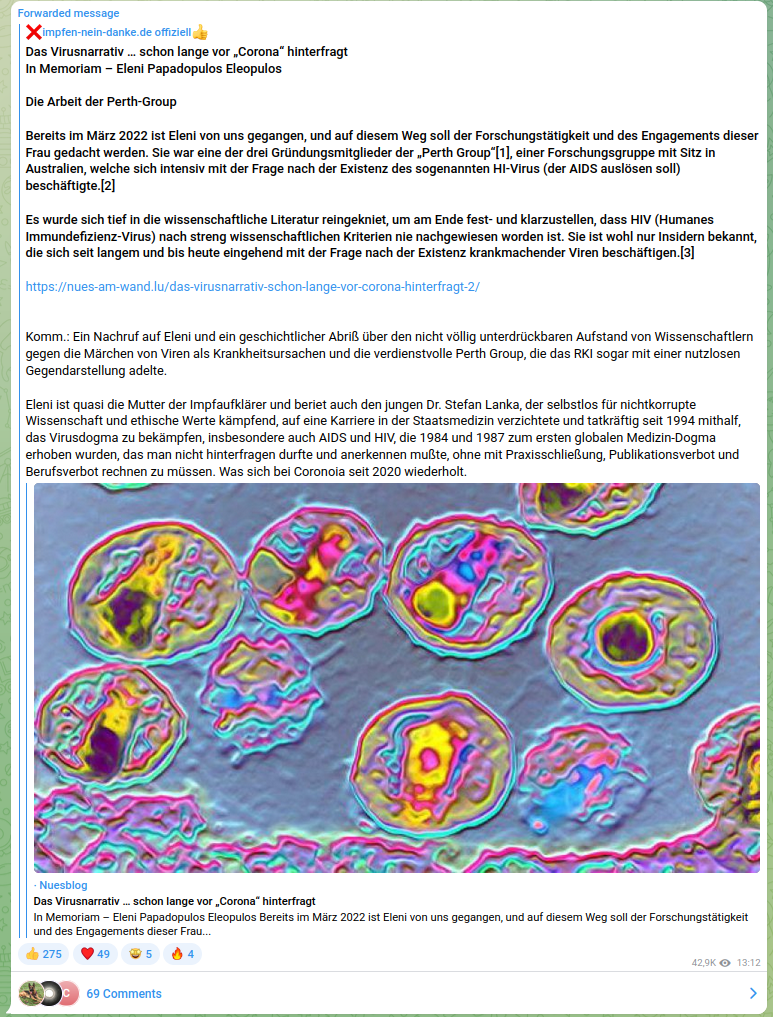 Forwarded message
❌impfen-nein-danke.de offiziell👍
Das Virusnarrativ … schon lange vor „Corona“ hinterfragt
In Memoriam – Eleni Papadopulos Eleopulos
Die Arbeit der Perth-Group
Bereits im März 2022 ist Eleni von uns gegangen, und auf diesem Weg soll der Forschungstätigkeit und des Engagements dieser
Frau gedacht werden. Sie war eine der drei Gründungsmitglieder der „Perth Group“[1], einer Forschungsgruppe mit Sitz in
Australien, welche sich intensiv mit der Frage nach der Existenz des sogenannten HI-Virus (der AIDS auslösen soll)
beschäftigte.[2]
Es wurde sich tief in die wissenschaftliche Literatur reingekniet, um am Ende fest- und klarzustellen, dass HIV (Humanes
Immundefizienz-Virus) nach streng wissenschaftlichen Kriterien nie nachgewiesen worden ist. Sie ist wohl nur Insidern bekannt,
die sich seit langem und bis heute eingehend mit der Frage nach der Existenz krankmachender Viren beschäftigen.[3]
https://nues-am-wand.lu/das-virusnarrativ-schon-lange-vor-corona-hinterfragt-2/
Komm.: Ein Nachruf auf Eleni und ein geschichtlicher Abriß über den nicht völlig unterdrückbaren Aufstand von Wissenschaftlern
gegen die Märchen von Viren als Krankheitsursachen und die verdienstvolle Perth Group, die das RKI sogar mit einer nutzlosen
Gegendarstellung adelte.
Eleni ist quasi die Mutter der Impfaufklärer und beriet auch den jungen Dr. Stefan Lanka, der selbstlos für nichtkorrupte
Wissenschaft und ethische Werte kämpfend, auf eine Karriere in der Staatsmedizin verzichtete und tatkräftig seit 1994 mithalf,
das Virusdogma zu bekämpfen, insbesondere auch AIDS und HIV, die 1984 und 1987 zum ersten globalen Medizin-Dogma
erhoben wurden, das man nicht hinterfragen durfte und anerkennen mußte, ohne mit Praxisschließung, Publikationsverbot und
Berufsverbot rechnen zu müssen. Was sich bei Coronoia seit 2020 wiederholt.
· Nuesblog
Das Virusnarrativ … schon lange vor „Corona“ hinterfragt
In Memoriam – Eleni Papadopulos Eleopulos Bereits im März 2022 ist Eleni von uns gegangen, und auf diesem Weg soll der Forschungstätigkeit
und des Engagements dieser Frau...
👍 275 ❤️ 49 🤣 5 🔥 4
42,9K 13:12
C 69 Comments